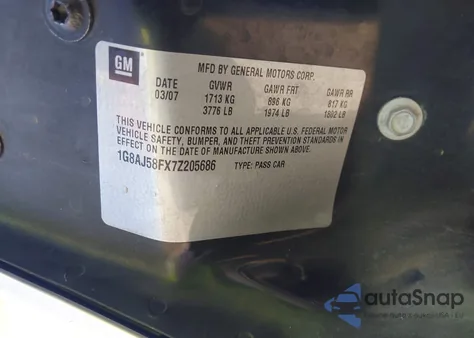 GM
MFD BY GENERAL MOTORS CORP.
DATE GVWR GAWR FRT GAWR RR
03/07 1713 KG 896 KG 817 KG
3776 LB 1974 LB 1802 LB
THIS VEHICLE CONFORMS TO ALL APPLICABLE U.S. FEDERAL MOTOR
VEHICLE SAFETY, BUMPER, AND THEFT PREVENTION STANDARDS IN
EFFECT ON THE DATE OF MANUFACTURE SHOWN ABOVE.
1G8AJ58FX7Z205686 TYPE: PASS CAR
autoSnap